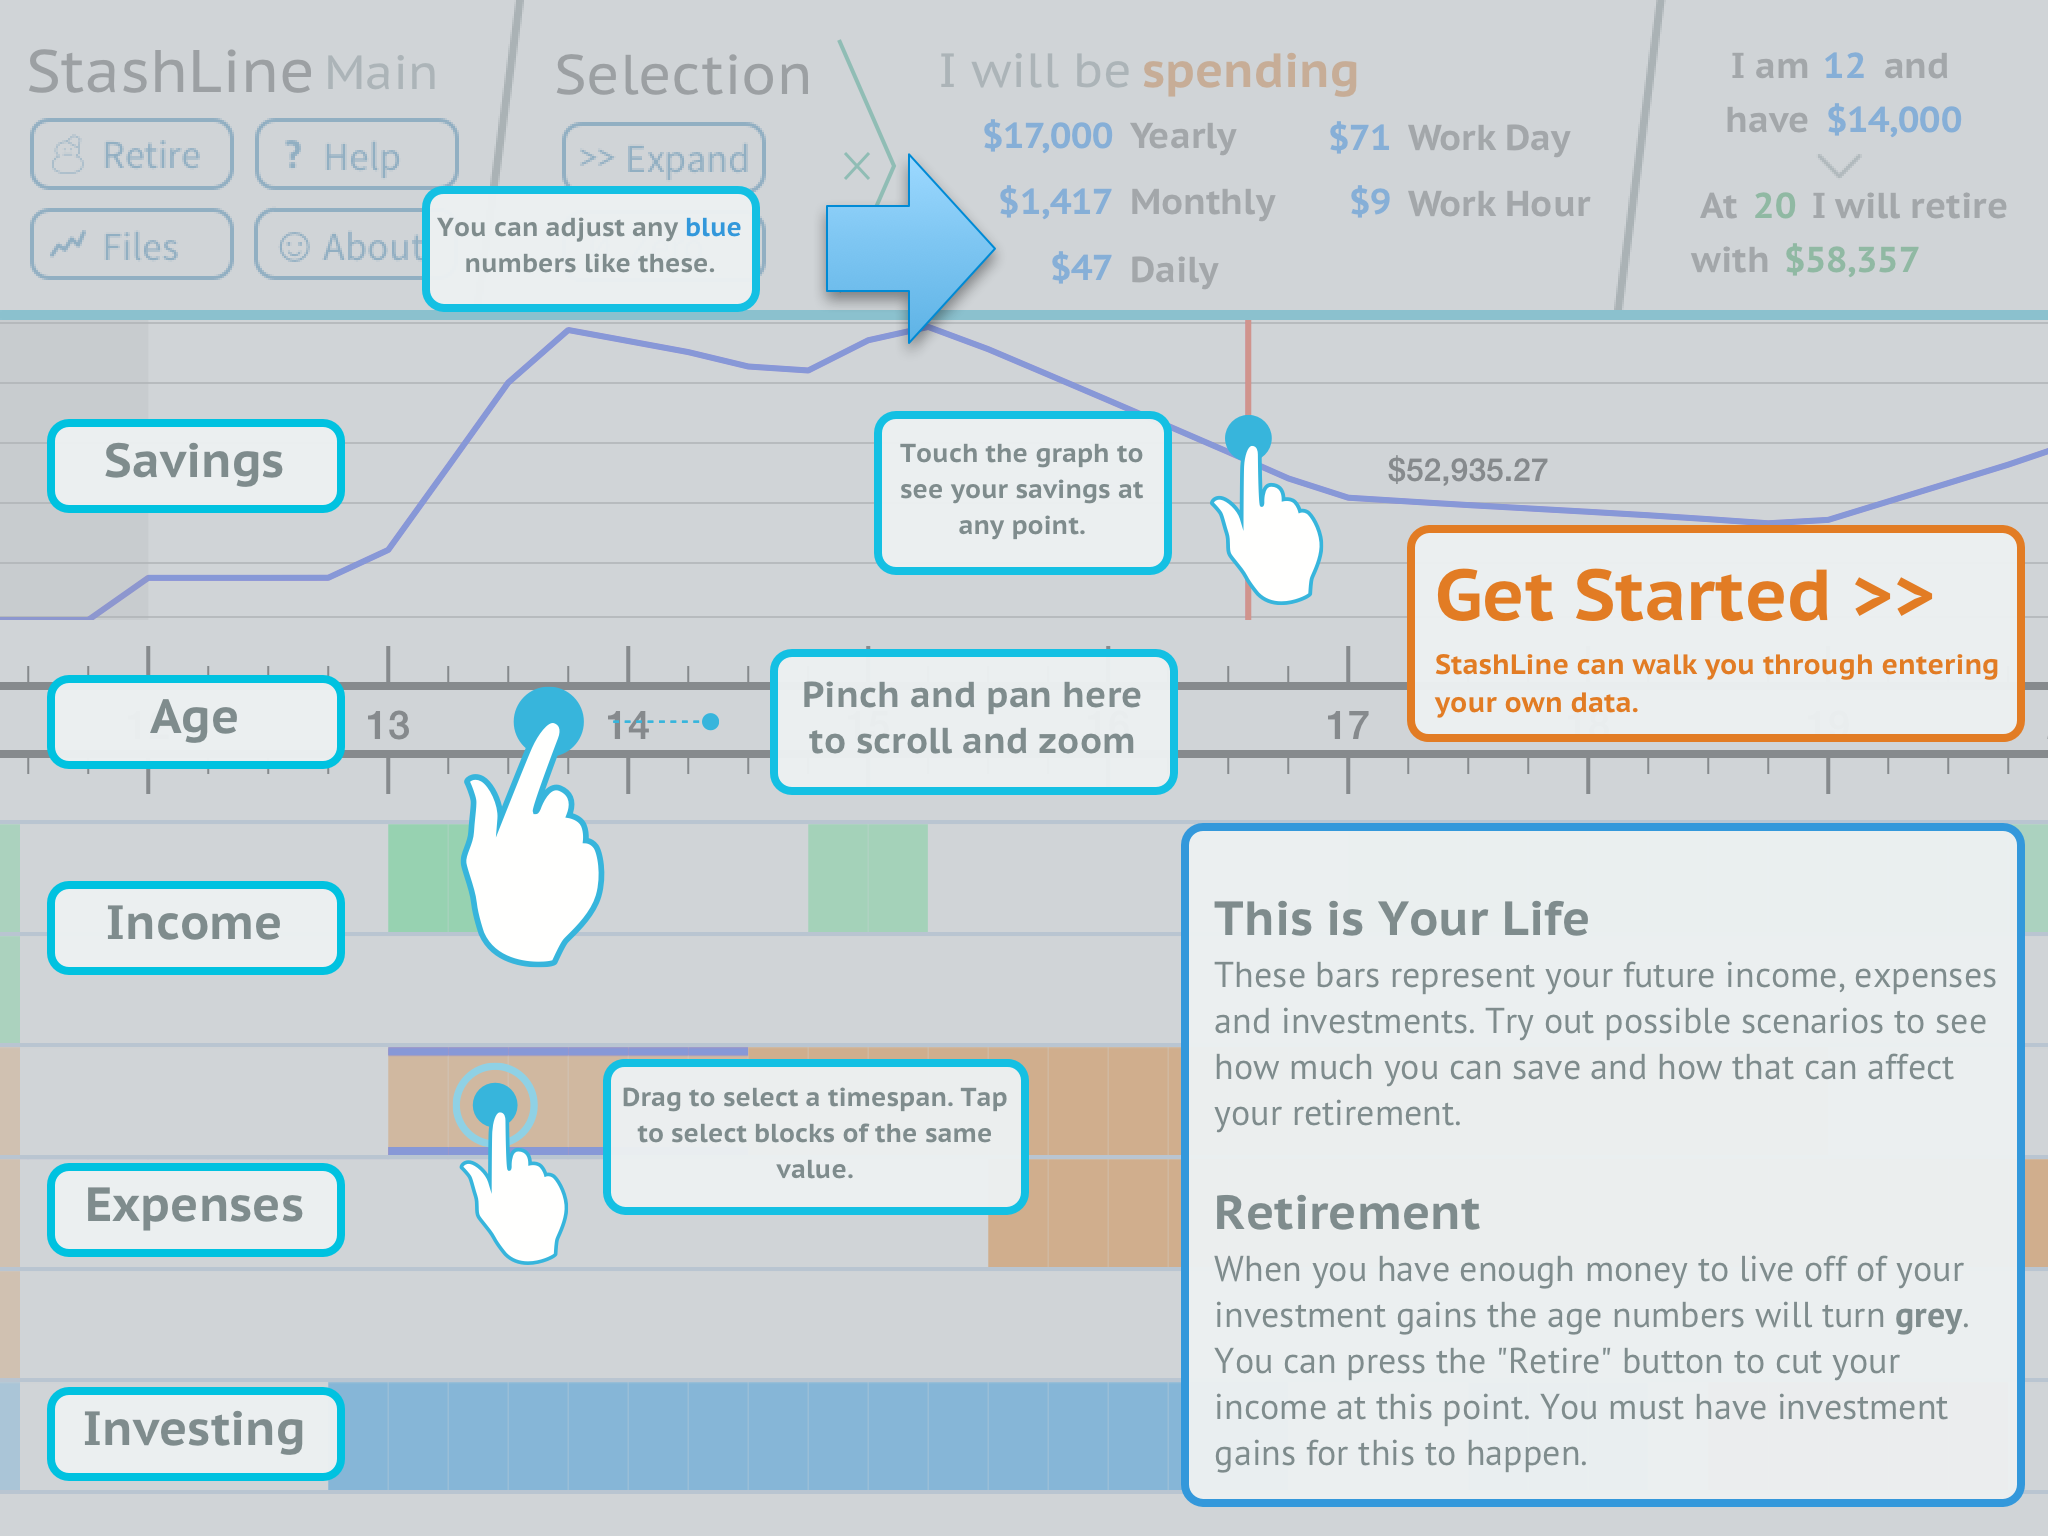 StashLine Main
Retire
? Help
Files
About
Selection
>> Expand
I will be spending
$17,000 Yearly
$71 Work Day
$1,417 Monthly
$9 Work Hour
$47 Daily
I am 12 and
have $14,000
At 20 I will retire
with $58,357
You can adjust any blue
numbers like these.
Savings
Touch the graph to
see your savings at
any point.
$52,935.27
Get Started >>
StashLine can walk you through entering
your own data.
Age
13
14
Pinch and pan here
to scroll and zoom
17
Income
This is Your Life
These bars represent your future income, expenses
and investments. Try out possible scenarios to see
how much you can save and how that can affect
your retirement.
Drag to select a timespan. Tap
to select blocks of the same
value.
Expenses
Retirement
When you have enough money to live off of your
investment gains the age numbers will turn grey.
You can press the "Retire" button to cut your
income at this point. You must have investment
gains for this to happen.
Investing